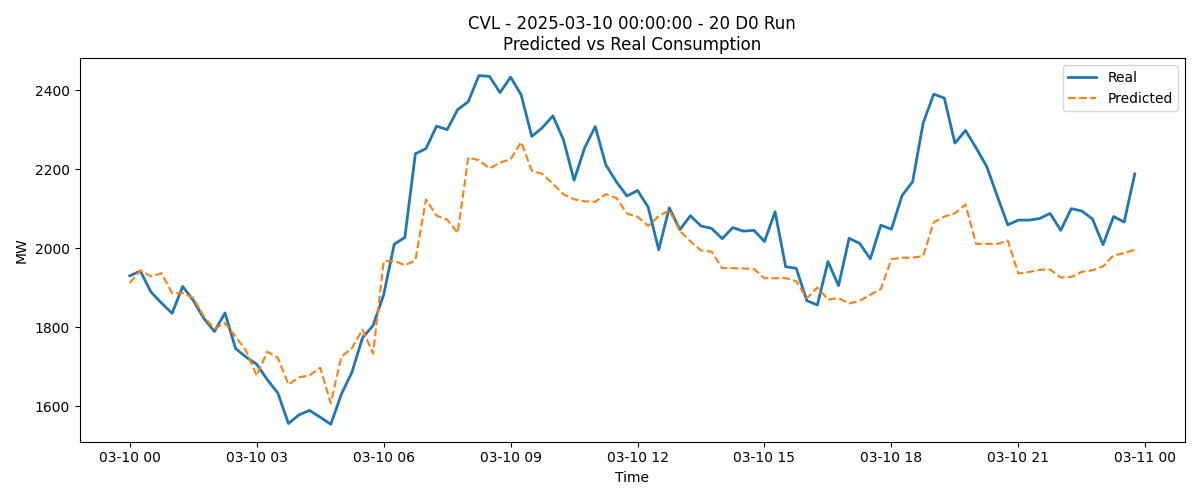 CVL - 2025-03-10 00:00:00 - 20 D0 Run
Predicted vs Real Consumption
Real
Predicted
MW
2400
2200
2000
1800
1600
03-10 00
03-10 03
03-10 06
03-10 09
03-10 12
03-10 15
03-10 18
03-10 21
03-11 00
Time